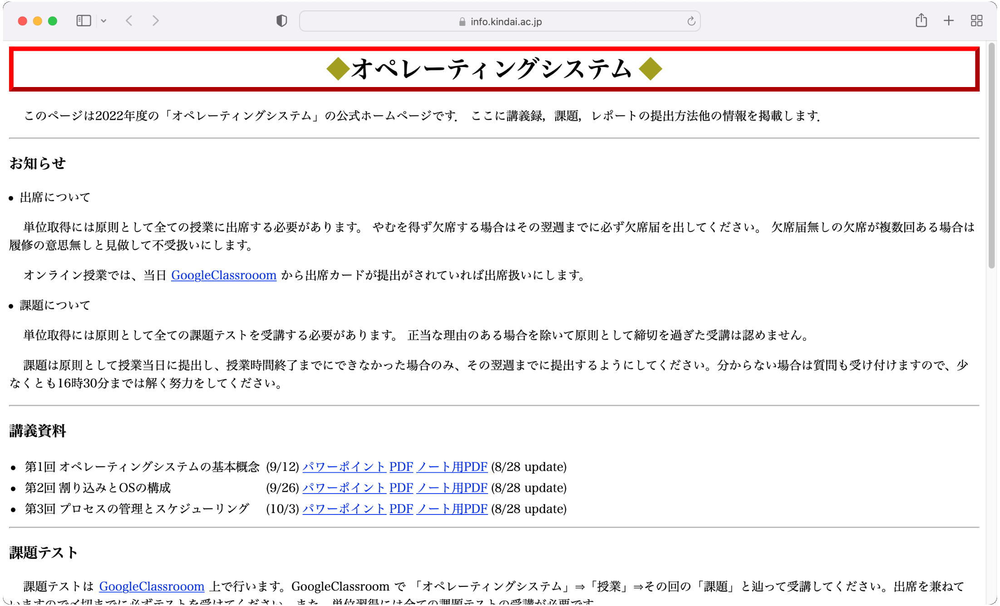 info.kindai.ac.jp
◆オペレーティングシステム◆
このページは2022年度の「オペレーティングシステム」の公式ホームページです． ここに講義録，課題，レポートの提出方法他の情報を掲載します．
お知らせ
• 出席について
単位取得には原則として全ての授業に出席する必要があります。 やむを得ず欠席する場合はその翌週までに必ず欠席届を出してください。 欠席届無しの欠席が複数回ある場合は
履修の意思無しと見做して不受扱いにします。
オンライン授業では、当日 GoogleClassrooom から出席カードが提出がされていれば出席扱いにします。
• 課題について
単位取得には原則として全ての課題テストを受講する必要があります。 正当な理由のある場合を除いて原則として締切を過ぎた受講は認めません。
課題は原則として授業当日に提出し、授業時間終了までにできなかった場合のみ、その翌週までに提出するようにしてください。分からない場合は質問も受け付けますので、少
なくとも16時30分までは解く努力をしてください。
講義資料
• 第1回 オペレーティングシステムの基本概念 (9/12) パワーポイント PDF ノート用PDF (8/28 update)
• 第2回 割り込みとOSの構成 (9/26) パワーポイント PDF ノート用PDF (8/28 update)
• 第3回 プロセスの管理とスケジューリング (10/3) パワーポイント PDF ノート用PDF (8/28 update)
課題テスト
課題テストは GoogleClassrooom 上で行います。GoogleClassroom で 「オペレーティングシステム」⇒「授業」⇒その回の「課題」と辿って受講してください。出席を兼ねて
いますので〆切までに必ずテストを受けてください。また、単位習得には全ての課題テストの受講が必要です